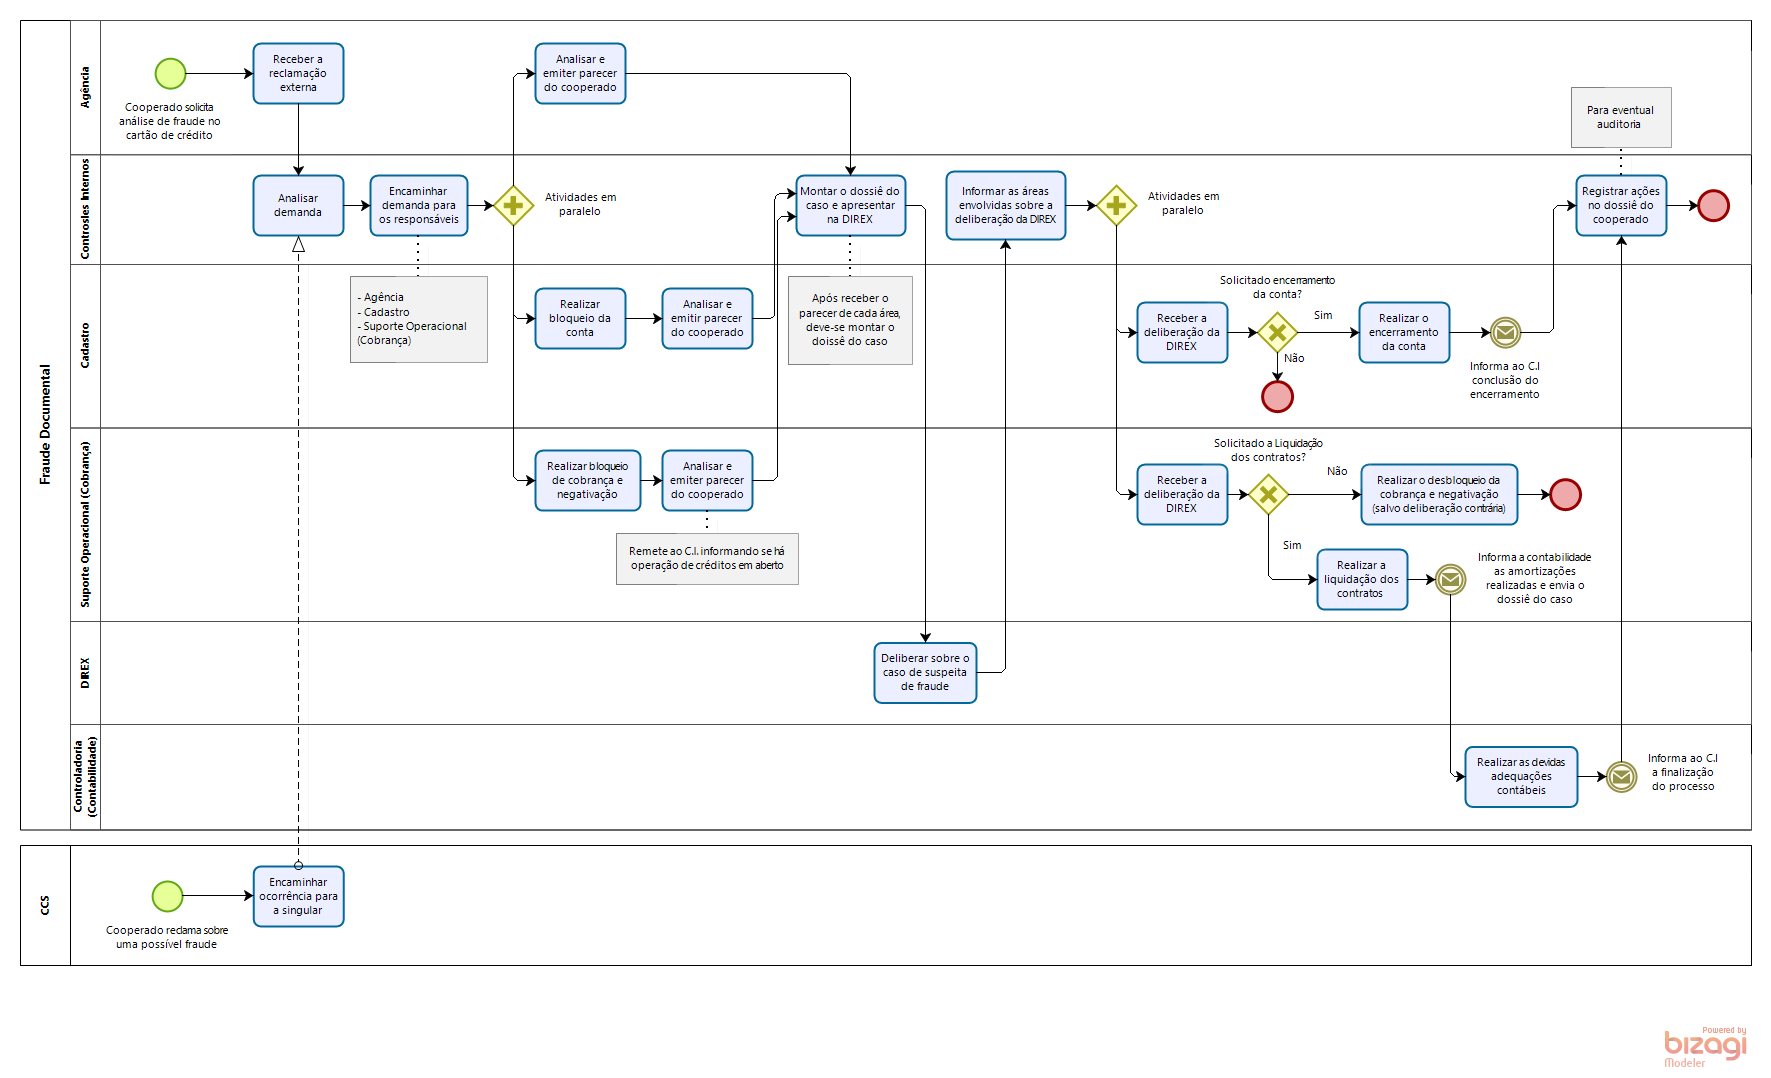 Fraude Documental
Agência
Cooperado solicita
análise de fraude no
cartão de crédito
Receber a
reclamação
externa
Analisar e
emiter parecer
do cooperado
Para eventual
auditoria
Controsles Internos
Analisar
demanda
Encaminhar
demanda para
os responsáveis
Atividades em
paralelo
Montar o dossiê do
caso e apresentar
na DIREX
Informar as áreas
envolvidas sobre a
deliberação da DIREX
Atividades em
paralelo
Registrar ações
no dossiê do
cooperado
Cadastro
- Agência
- Cadastro
- Suporte Operacional
(Cobrança)
Realizar
bloqueio da
conta
Analisar e
emitir parecer
do cooperado
Após receber o
parecer de cada área,
deve-se montar o
doissê do caso
Receber a
deliberação da
DIREX
Solicitado encerramento
da conta?
Sim
Não
Realizar o
encerramento
da conta
Informa ao C.I
conclusão do
encerramento
Suporte Operacional (Cobrança)
Realizar bloqueio
de cobrança e
negativação
Analisar e
emiter parecer
do cooperado
Remete ao C.I. informando se há
operação de créditos em aberto
Receber a
deliberação da
DIREX
Solicitado a Liquidação
dos contratos?
Não
Realizar o desbloqueio da
cobrança e negativação
(salvo deliberação contrária)
Sim
Realizar a
liquidação dos
contratos
Informa a contabilidade
as amortizações
realizadas e envia o
dossiê do caso
DIREX
Deliberar sobre o
caso de suspeita
de fraude
Controladoria
(Contabilidade)
Realizar as devidas
adequações
contábeis
Informa ao C.I
a finalização
do processo
CCS
Cooperado reclama sobre
uma possível fraude
Encaminhar
ocorrência para
a singular
Powered by
bizagi
Modeler